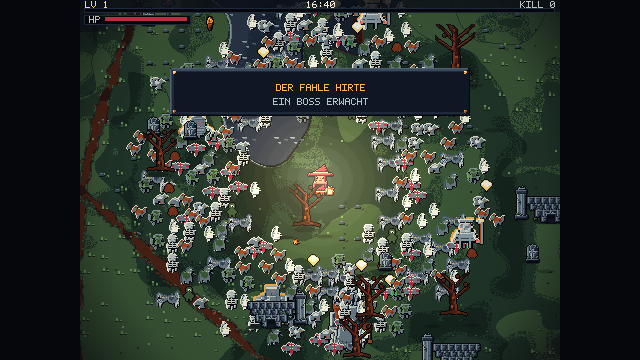 LV 1
16:40
KILL 0
HP
DER FAHLE HIRTE
EIN BOSS ERWACHT